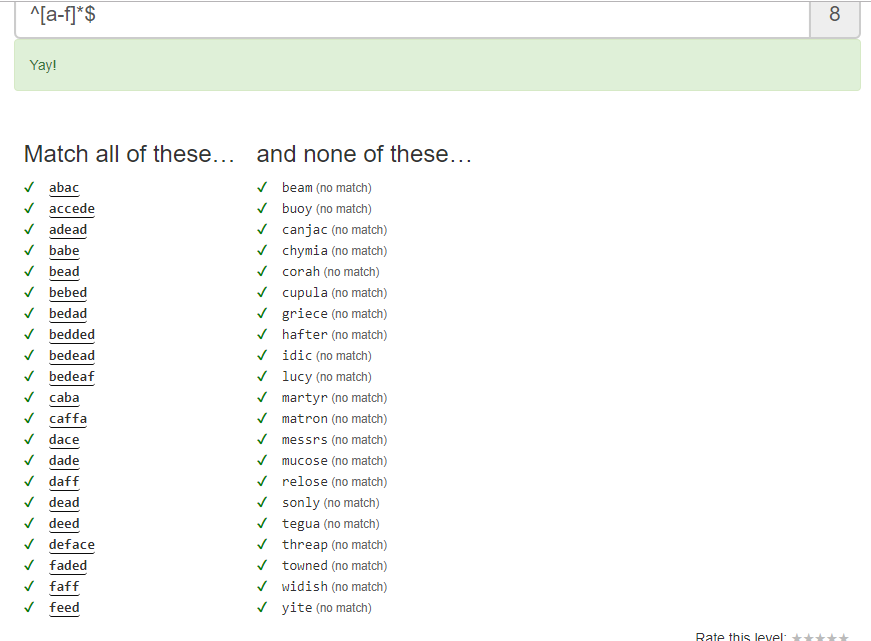 ^[a-f]*$ 8
Yay!
Match all of these… and none of these…
✓ abac ✓ beam (no match)
✓ accede ✓ buoy (no match)
✓ adead ✓ canjac (no match)
✓ babe ✓ chymia (no match)
✓ bead ✓ corah (no match)
✓ bebed ✓ cupula (no match)
✓ bedad ✓ griece (no match)
✓ bedded ✓ hafter (no match)
✓ bedead ✓ idic (no match)
✓ bedeaf ✓ lucy (no match)
✓ caba ✓ martyr (no match)
✓ caffa ✓ matron (no match)
✓ dace ✓ messrs (no match)
✓ dade ✓ mucose (no match)
✓ daff ✓ relose (no match)
✓ dead ✓ sonly (no match)
✓ deed ✓ tegua (no match)
✓ deface ✓ threap (no match)
✓ faded ✓ towned (no match)
✓ faff ✓ widish (no match)
✓ feed ✓ yite (no match)
Rate this level: ★★★★★